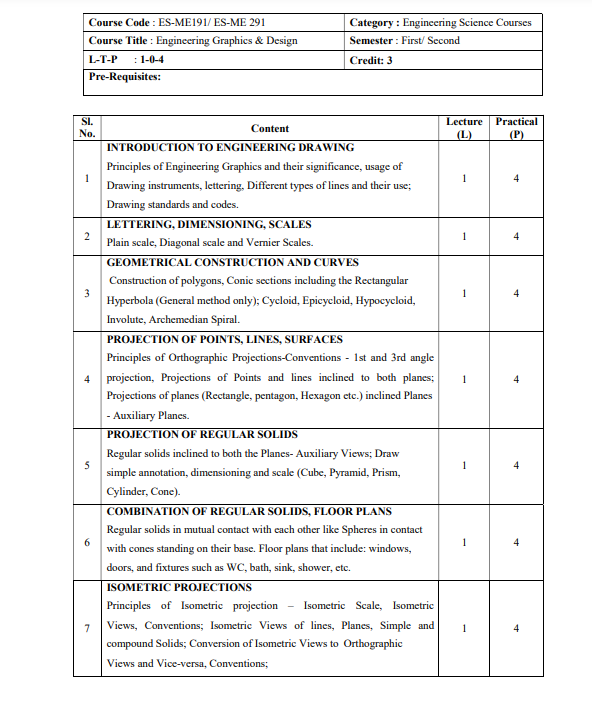 Course Code : ES-ME191/ ES-ME 291
Category : Engineering Science Courses
Course Title : Engineering Graphics & Design
Semester : First/ Second
L-T-P : 1-0-4
Credit: 3
Pre-Requisites:
Sl. No.
Content
Lecture (L)
Practical (P)
1
INTRODUCTION TO ENGINEERING DRAWING
Principles of Engineering Graphics and their significance, usage of
Drawing instruments, lettering, Different types of lines and their use;
Drawing standards and codes.
1
4
2
LETTERING, DIMENSIONING, SCALES
Plain scale, Diagonal scale and Vernier Scales.
1
4
3
GEOMETRICAL CONSTRUCTION AND CURVES
Construction of polygons, Conic sections including the Rectangular
Hyperbola (General method only); Cycloid, Epicycloid, Hypocycloid,
Involute, Archemedian Spiral.
1
4
4
PROJECTION OF POINTS, LINES, SURFACES
Principles of Orthographic Projections-Conventions - 1st and 3rd angle
projection, Projections of Points and lines inclined to both planes;
Projections of planes (Rectangle, pentagon, Hexagon etc.) inclined Planes
- Auxiliary Planes.
1
4
5
PROJECTION OF REGULAR SOLIDS
Regular solids inclined to both the Planes- Auxiliary Views; Draw
simple annotation, dimensioning and scale (Cube, Pyramid, Prism,
Cylinder, Cone).
1
4
6
COMBINATION OF REGULAR SOLIDS, FLOOR PLANS
Regular solids in mutual contact with each other like Spheres in contact
with cones standing on their base. Floor plans that include: windows,
doors, and fixtures such as WC, bath, sink, shower, etc.
1
4
7
ISOMETRIC PROJECTIONS
Principles of Isometric projection – Isometric Scale, Isometric
Views, Conventions; Isometric Views of lines, Planes, Simple and
compound Solids; Conversion of Isometric Views to Orthographic
Views and Vice-versa, Conventions;
1
4